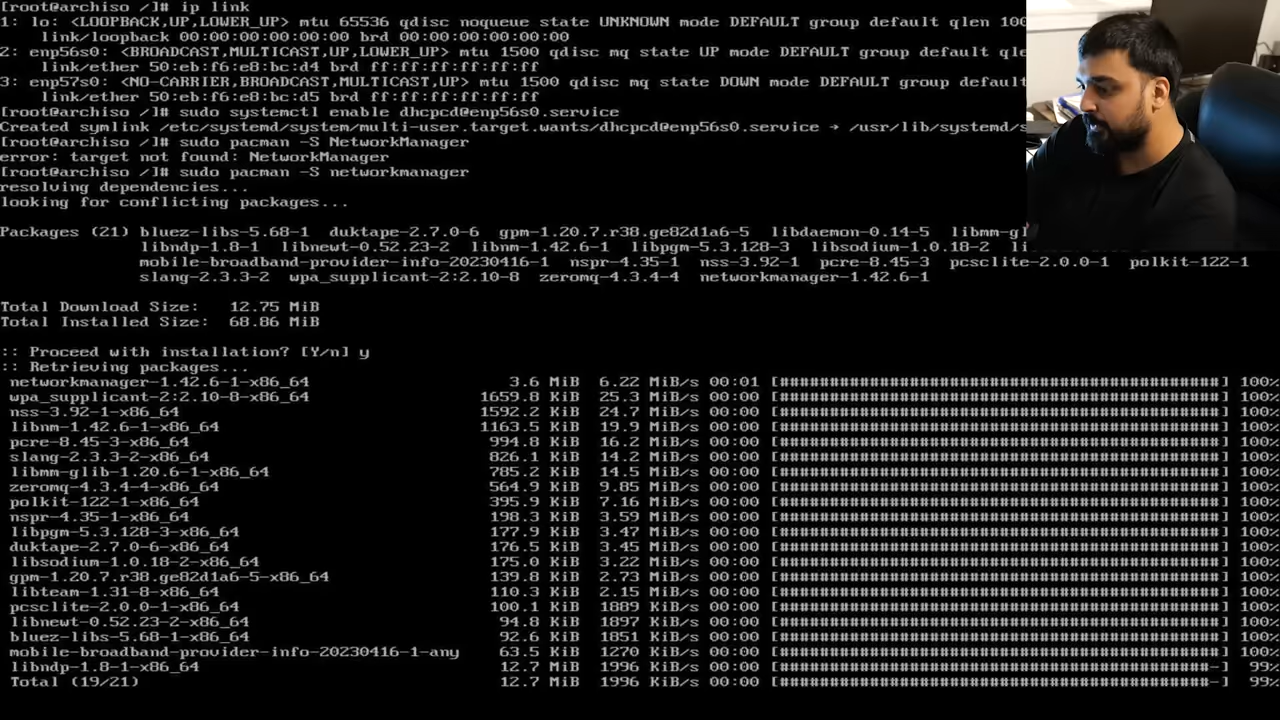 [root@archiso /]# ip link
1: lo: <LOOPBACK,UP,LOWER_UP> mtu 65536 qdisc noqueue state UNKNOWN mode DEFAULT group default qlen 100
link/loopback 00:00:00:00:00:00 brd 00:00:00:00:00:00
2: enp56s0: <BROADCAST,MULTICAST,UP,LOWER_UP> mtu 1500 qdisc mq state UP mode DEFAULT group default qle
link/ether 50:eb:f6:e8:bc:d4 brd ff:ff:ff:ff:ff:ff
3: enp57s0: <NO-CARRIER,BROADCAST,MULTICAST,UP> mtu 1500 qdisc mq state DOWN mode DEFAULT group default
link/ether 50:eb:f6:e8:bc:d5 brd ff:ff:ff:ff:ff:ff
[root@archiso /]# sudo systemctl enable dhcpcd@enp56s0.service
Created symlink /etc/systemd/system/multi-user.target.wants/dhcpcd@enp56s0.service → /usr/lib/systemd/s
[root@archiso /]# sudo pacman -S NetworkManager
error: target not found: NetworkManager
[root@archiso /]# sudo pacman -S networkmanager
resolving dependencies...
looking for conflicting packages...
Packages (21) bluez-libs-5.68-1 duktape-2.7.0-6 gpm-1.20.7.r38.ge82d1a6-5 libdaemon-0.14-5 libmm-gl
libndp-1.8-1 libnewt-0.52.23-2 libnm-1.42.6-1 libpgm-5.3.128-3 libsodium-1.0.18-2
mobile-broadband-provider-info-20230416-1 nspr-4.35-1 nss-3.92-1 pcre-8.45-3 pcsclite-2.0.0-1 polkit-122-1
slang-2.3.3-2 wpa_supplicant-2:2.10-8 zeromq-4.3.4-4 networkmanager-1.42.6-1
Total Download Size: 12.75 MiB
Total Installed Size: 68.86 MiB
:: Proceed with installation? [Y/n] y
:: Retrieving packages...
networkmanager-1.42.6-1-x86_64 3.6 MiB 6.22 MiB/s 00:01 [############################################] 100%
wpa_supplicant-2:2.10-8-x86_64 1659.8 KiB 25.3 MiB/s 00:00 [############################################] 100%
nss-3.92-1-x86_64 1592.2 KiB 24.7 MiB/s 00:00 [############################################] 100%
libnm-1.42.6-1-x86_64 1163.5 KiB 19.9 MiB/s 00:00 [############################################] 100%
pcre-8.45-3-x86_64 994.8 KiB 16.2 MiB/s 00:00 [############################################] 100%
slang-2.3.3-2-x86_64 826.1 KiB 14.2 MiB/s 00:00 [############################################] 100%
libmm-glib-1.20.6-1-x86_64 785.2 KiB 14.5 MiB/s 00:00 [############################################] 100%
zeromq-4.3.4-4-x86_64 564.9 KiB 9.85 MiB/s 00:00 [############################################] 100%
polkit-122-1-x86_64 395.9 KiB 7.16 MiB/s 00:00 [############################################] 100%
nspr-4.35-1-x86_64 198.3 KiB 3.59 MiB/s 00:00 [############################################] 100%
libpgm-5.3.128-3-x86_64 177.9 KiB 3.47 MiB/s 00:00 [############################################] 100%
duktape-2.7.0-6-x86_64 176.5 KiB 3.45 MiB/s 00:00 [############################################] 100%
libsodium-1.0.18-2-x86_64 175.0 KiB 3.22 MiB/s 00:00 [############################################] 100%
gpm-1.20.7.r38.ge82d1a6-5-x86_64 139.8 KiB 2.73 MiB/s 00:00 [############################################] 100%
libteam-1.31-8-x86_64 110.3 KiB 2.15 MiB/s 00:00 [############################################] 100%
pcsclite-2.0.0-1-x86_64 100.1 KiB 1889 KiB/s 00:00 [############################################] 100%
libnewt-0.52.23-2-x86_64 94.8 KiB 1897 KiB/s 00:00 [############################################] 100%
bluez-libs-5.68-1-x86_64 92.6 KiB 1851 KiB/s 00:00 [############################################] 100%
mobile-broadband-provider-info-20230416-1-any 63.5 KiB 1270 KiB/s 00:00 [############################################] 100%
libndp-1.8-1-x86_64 12.7 MiB 1996 KiB/s 00:00 [###########################################-] 99%
Total (19/21) 12.7 MiB 1996 KiB/s 00:00 [###########################################-] 99%